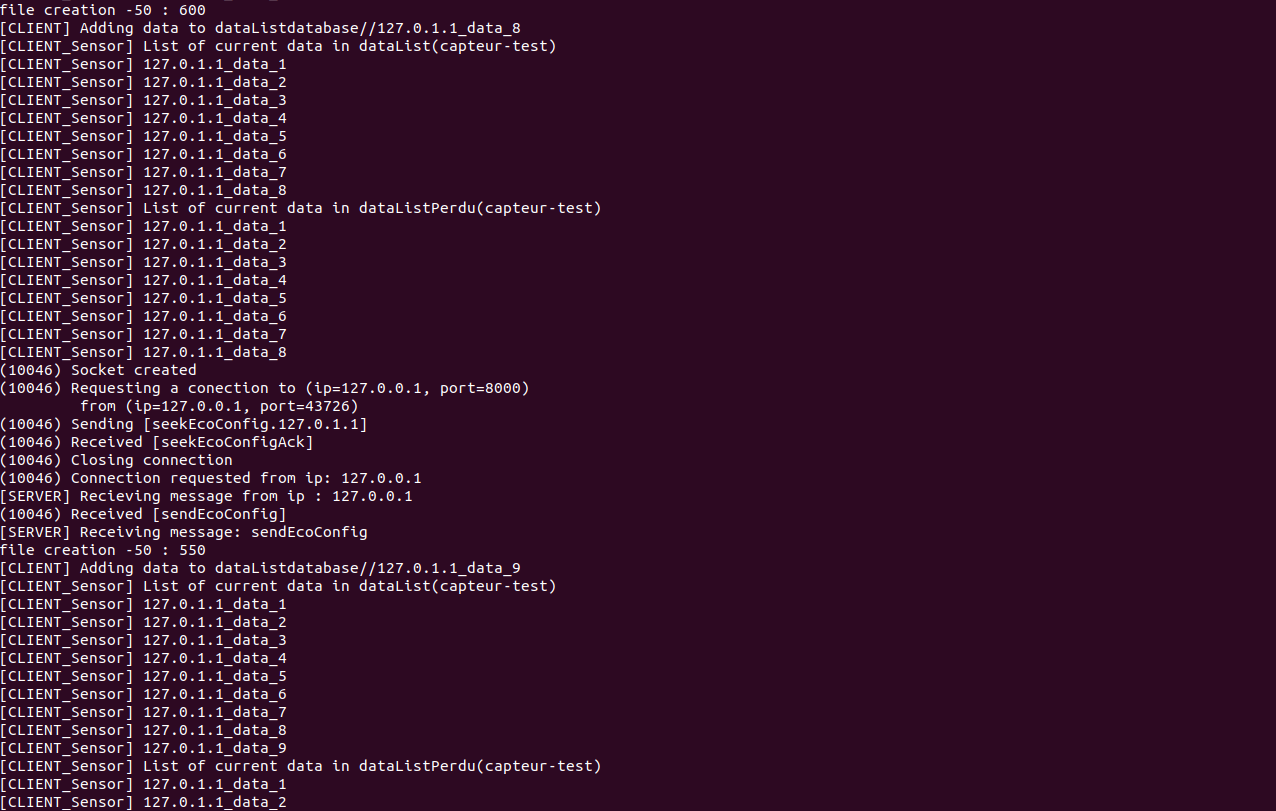 file creation -50 : 600
[CLIENT] Adding data to dataListdatabase//127.0.1.1_data_8
[CLIENT_Sensor] List of current data in dataList(capteur-test)
[CLIENT_Sensor] 127.0.1.1_data_1
[CLIENT_Sensor] 127.0.1.1_data_2
[CLIENT_Sensor] 127.0.1.1_data_3
[CLIENT_Sensor] 127.0.1.1_data_4
[CLIENT_Sensor] 127.0.1.1_data_5
[CLIENT_Sensor] 127.0.1.1_data_6
[CLIENT_Sensor] 127.0.1.1_data_7
[CLIENT_Sensor] 127.0.1.1_data_8
[CLIENT_Sensor] List of current data in dataListPerdu(capteur-test)
[CLIENT_Sensor] 127.0.1.1_data_1
[CLIENT_Sensor] 127.0.1.1_data_2
[CLIENT_Sensor] 127.0.1.1_data_3
[CLIENT_Sensor] 127.0.1.1_data_4
[CLIENT_Sensor] 127.0.1.1_data_5
[CLIENT_Sensor] 127.0.1.1_data_6
[CLIENT_Sensor] 127.0.1.1_data_7
[CLIENT_Sensor] 127.0.1.1_data_8
(10046) Socket created
(10046) Requesting a conection to (ip=127.0.0.1, port=8000)
from (ip=127.0.0.1, port=43726)
(10046) Sending [seekEcoConfig.127.0.1.1]
(10046) Received [seekEcoConfigAck]
(10046) Closing connection
(10046) Connection requested from ip: 127.0.0.1
[SERVER] Recieving message from ip : 127.0.0.1
(10046) Received [sendEcoConfig]
[SERVER] Receiving message: sendEcoConfig
file creation -50 : 550
[CLIENT] Adding data to dataListdatabase//127.0.1.1_data_9
[CLIENT_Sensor] List of current data in dataList(capteur-test)
[CLIENT_Sensor] 127.0.1.1_data_1
[CLIENT_Sensor] 127.0.1.1_data_2
[CLIENT_Sensor] 127.0.1.1_data_3
[CLIENT_Sensor] 127.0.1.1_data_4
[CLIENT_Sensor] 127.0.1.1_data_5
[CLIENT_Sensor] 127.0.1.1_data_6
[CLIENT_Sensor] 127.0.1.1_data_7
[CLIENT_Sensor] 127.0.1.1_data_8
[CLIENT_Sensor] 127.0.1.1_data_9
[CLIENT_Sensor] List of current data in dataListPerdu(capteur-test)
[CLIENT_Sensor] 127.0.1.1_data_1
[CLIENT_Sensor] 127.0.1.1_data_2